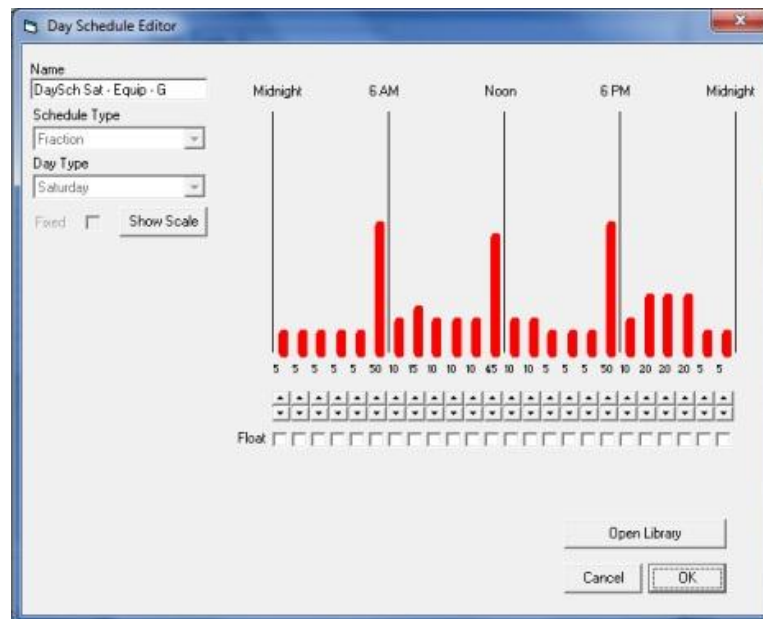 Day Schedule Editor
Name
DaySch Sat - Equip - G
Schedule Type
Fraction
Day Type
Saturday
Fixed
Show Scale
Midnight 6 AM Noon 6 PM Midnight
5 5 5 5 5 50 10 15 10 10 10 45 10 10 5 5 5 50 10 20 20 20 5 5
Float
Open Library
Cancel OK